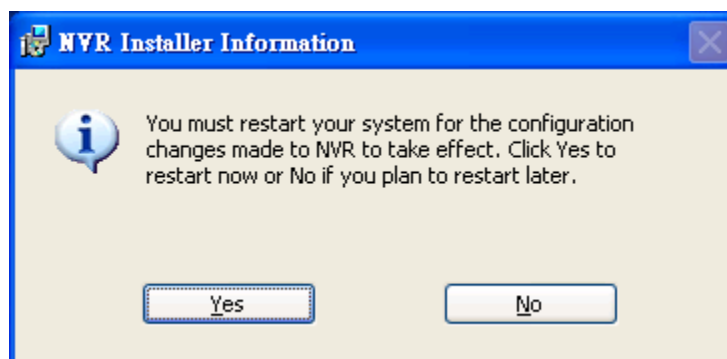 NVR Installer Information
You must restart your system for the configuration
changes made to NVR to take effect. Click Yes to
restart now or No if you plan to restart later.
Yes
No